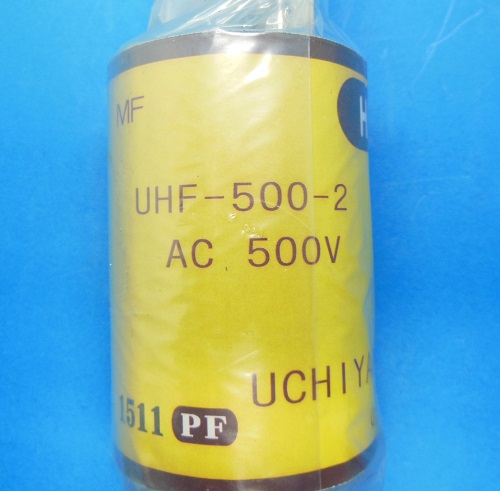 MF
UHF-500-2
AC 500V
UCHIYA
1511 PF